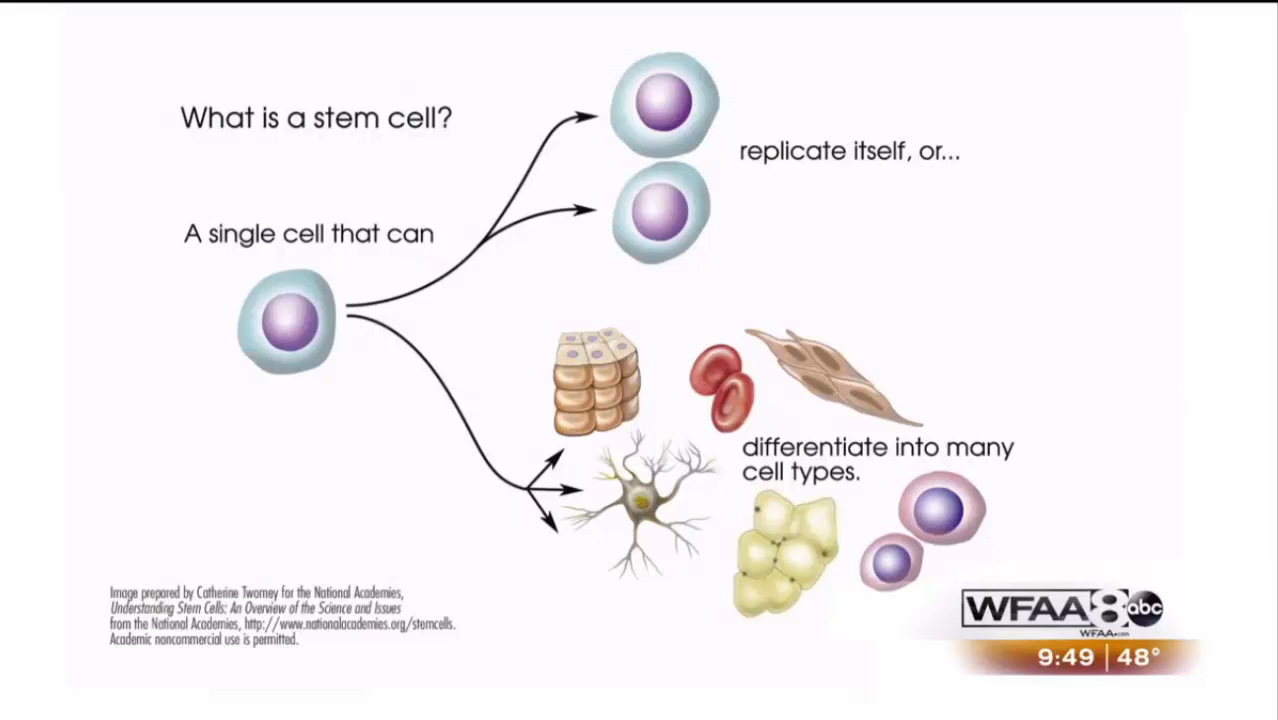 What is a stem cell?
replicate itself, or...
A single cell that can
differentiate into many
cell types.
Image prepared by Catherine Twomey for the National Academies,
Understanding Stem Cells: An Overview of the Science and Issues
from the National Academies, http://www.nationalacademies.org/stemcells.
Academic noncommercial use is permitted.
WFAA 8 abc
WFAA.com
9:49 | 48°